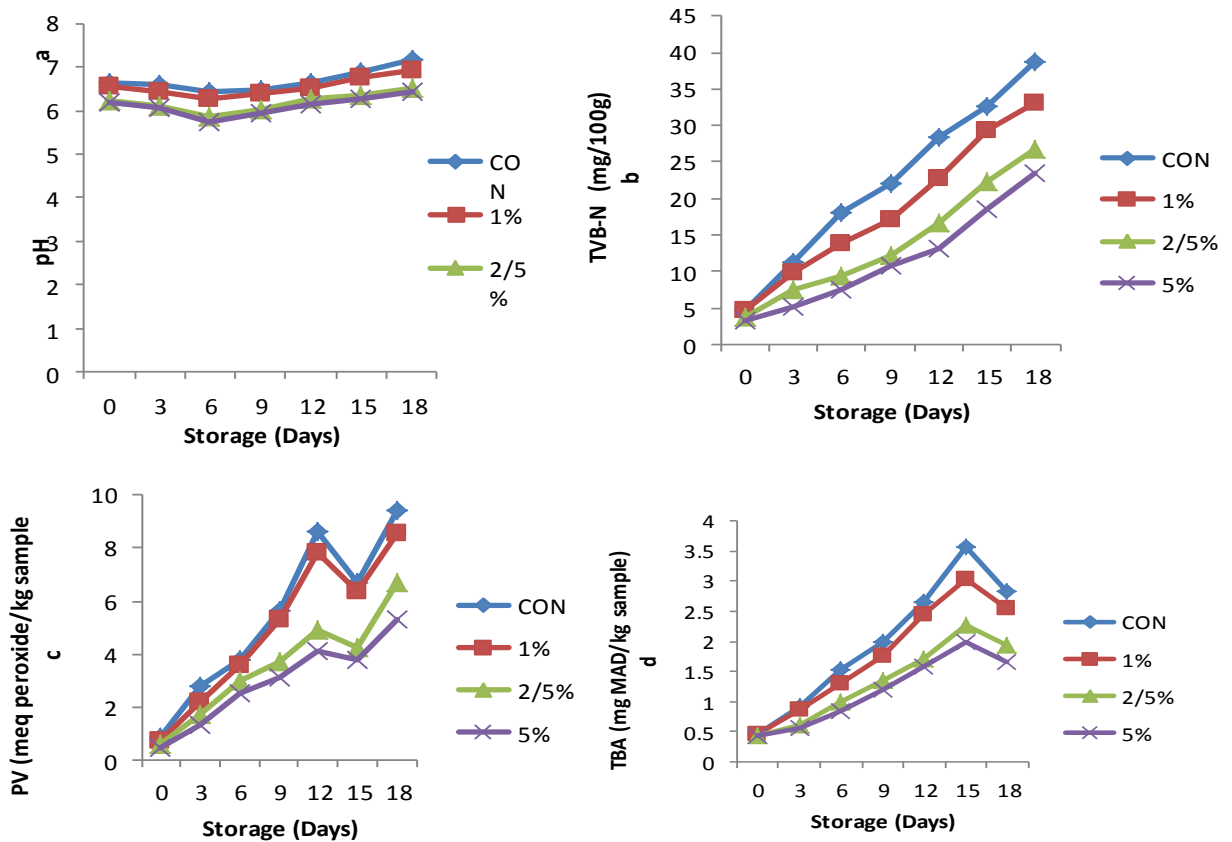 8
7
6
5
4
3
2
1
0
pH a
0 3 6 9 12 15 18
Storage (Days)
CO
N
1%
2/5
%
45
40
35
30
25
20
15
10
5
0
TVB-N (mg/100g)
b
0 3 6 9 12 15 18
Storage (Days)
CON
1%
2/5%
5%
10
8
6
4
2
0
PV (meq peroxide/kg sample
c
0 3 6 9 12 15 18
Storage (Days)
CON
1%
2/5%
5%
4
3.5
3
2.5
2
1.5
1
0.5
0
TBA (mg MAD/kg sample)
d
0 3 6 9 12 15 18
Storage (Days)
CON
1%
2/5%
5%